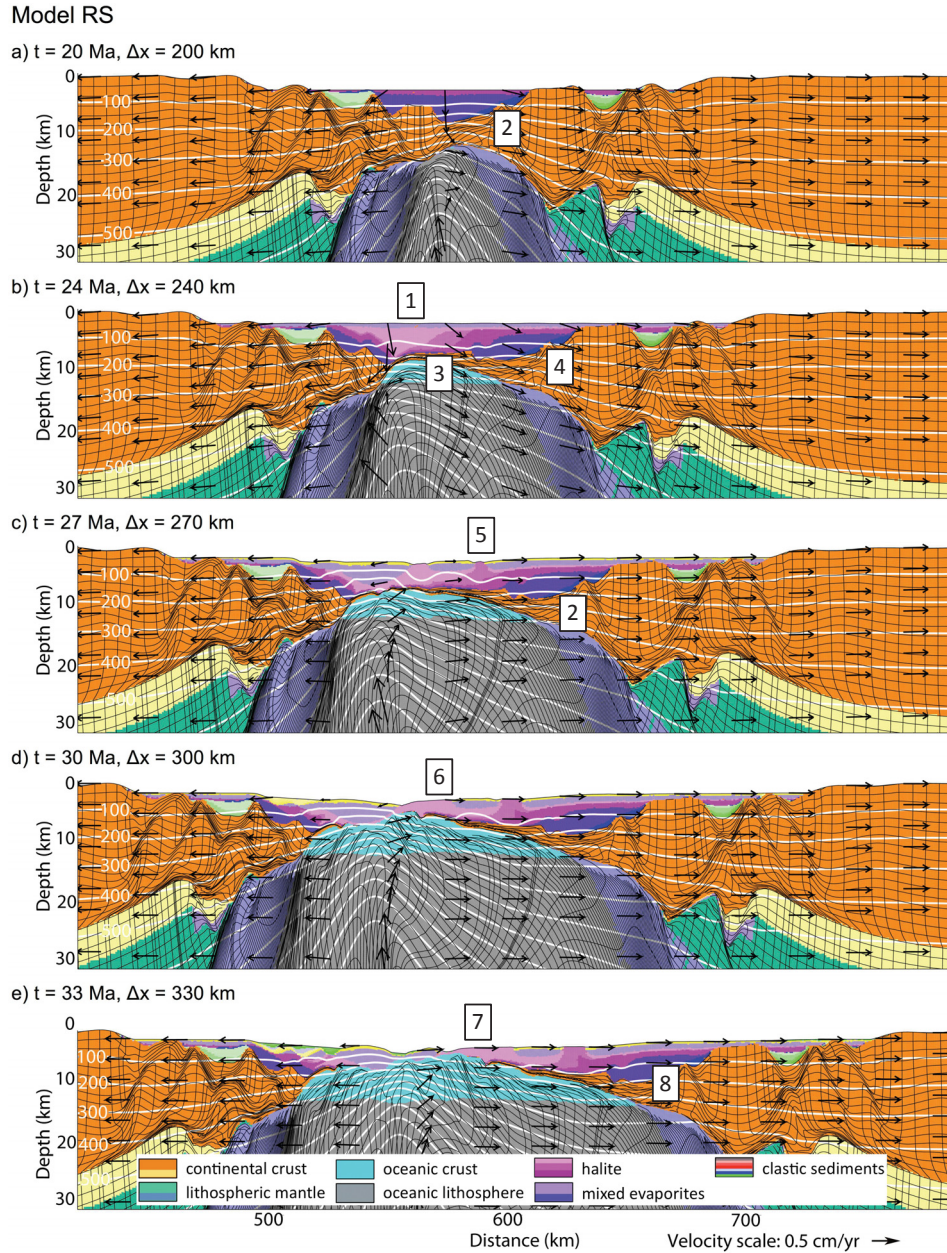 Model RS
a) t = 20 Ma, Δx = 200 km
0
10
20
30
Depth (km)
100
200
300
400
500
2
b) t = 24 Ma, Δx = 240 km
1
0
10
20
30
Depth (km)
100
200
300
400
500
3
4
c) t = 27 Ma, Δx = 270 km
5
0
10
20
30
Depth (km)
100
200
300
400
500
2
d) t = 30 Ma, Δx = 300 km
6
0
10
20
30
Depth (km)
100
200
300
400
500
e) t = 33 Ma, Δx = 330 km
7
0
10
20
30
Depth (km)
100
200
300
400
500
8
continental crust
oceanic crust
halite
clastic sediments
lithospheric mantle
oceanic lithosphere
mixed evaporites
500 600 700
Distance (km)
Velocity scale: 0.5 cm/yr